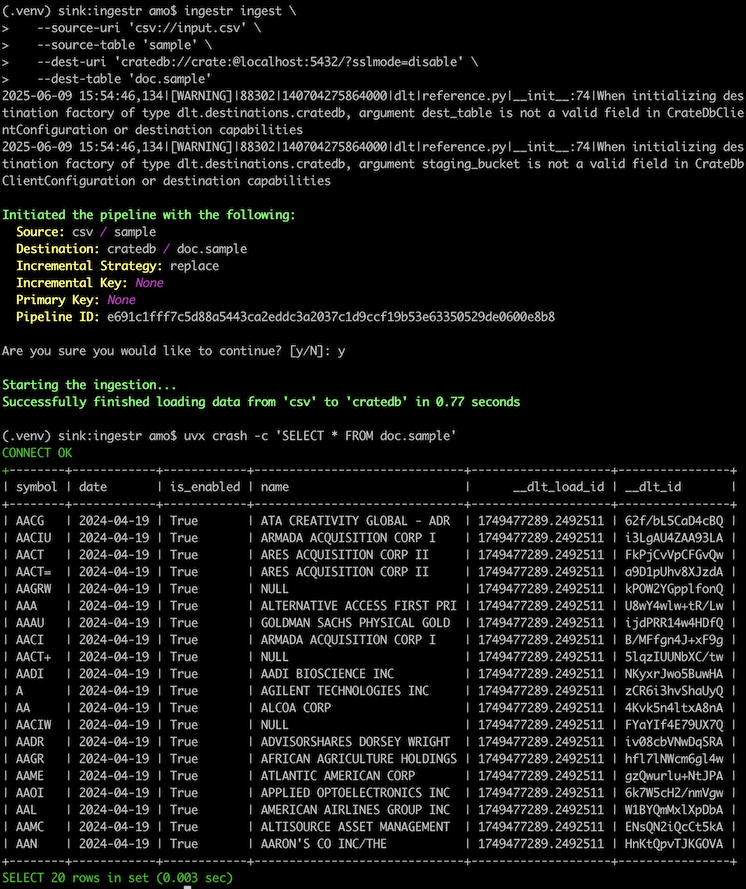 (.venv) sink:ingestr amo$ ingestr ingest \
>    --source-uri 'csv://input.csv' \
>    --source-table 'sample' \
>    --dest-uri 'cratedb://crate:@localhost:5432/?sslmode=disable' \
>    --dest-table 'doc.sample'
2025-06-09 15:54:46,134|[WARNING]|88302|140704275864000|dlt|reference.py|__init__:74|When initializing des
tination factory of type dlt.destinations.cratedb, argument dest_table is not a valid field in CrateDbClie
ntConfiguration or destination capabilities
2025-06-09 15:54:46,134|[WARNING]|88302|140704275864000|dlt|reference.py|__init__:74|When initializing des
tination factory of type dlt.destinations.cratedb, argument staging_bucket is not a valid field in CrateDb
ClientConfiguration or destination capabilities
Initiated the pipeline with the following:
  Source: csv / sample
  Destination: cratedb / doc.sample
  Incremental Strategy: replace
  Incremental Key: None
  Primary Key: None
  Pipeline ID: e691c1fff7c5d88a5443ca2eddc3a2037c1d9ccf19b53e63350529de0600e8b8
Are you sure you would like to continue? [y/N]: y
Starting the ingestion...
Successfully finished loading data from 'csv' to 'cratedb' in 0.77 seconds
(.venv) sink:ingestr amo$ uvx crash -c 'SELECT * FROM doc.sample'
CONNECT OK
+--------+------------+------------+-----------------------------+--------------------+----------------+
| symbol | date       | is_enabled | name                        |      __dlt_load_id | __dlt_id       |
+--------+------------+------------+-----------------------------+--------------------+----------------+
| AACG   | 2024-04-19 | True       | ATA CREATIVITY GLOBAL - ADR | 1749477289.2492511 | 62f/bL5CaD4cBQ |
| AACIU  | 2024-04-19 | True       | ARMADA ACQUISITION CORP I   | 1749477289.2492511 | i3LgAU4ZAA93LA |
| AACT   | 2024-04-19 | True       | ARES ACQUISITION CORP II    | 1749477289.2492511 | FkPjCvVpCFGvQw |
| AACT=  | 2024-04-19 | True       | ARES ACQUISITION CORP II    | 1749477289.2492511 | a9D1pUhv8XJzdA |
| AAGRW  | 2024-04-19 | True       | NULL                        | 1749477289.2492511 | kPOW2YGpplfonQ |
| AAA    | 2024-04-19 | True       | ALTERNATIVE ACCESS FIRST PRI | 1749477289.2492511 | U8wY4wlw+tR/Lw |
| AAAU   | 2024-04-19 | True       | GOLDMAN SACHS PHYSICAL GOLD | 1749477289.2492511 | ijdPRR14w4HDfQ |
| AACI   | 2024-04-19 | True       | ARMADA ACQUISITION CORP I   | 1749477289.2492511 | B/MFfgn4J+xF9g |
| AACT+  | 2024-04-19 | True       | NULL                        | 1749477289.2492511 | 5lqzIUUNbXC/tw |
| AADI   | 2024-04-19 | True       | AADI BIOSCIENCE INC         | 1749477289.2492511 | NKyxrJwo5BuwHA |
| A      | 2024-04-19 | True       | AGILENT TECHNOLOGIES INC    | 1749477289.2492511 | zCR6i3hvShaUyQ |
| AA     | 2024-04-19 | True       | ALCOA CORP                  | 1749477289.2492511 | 4Kvk5n4ltxA8nA |
| AACIW  | 2024-04-19 | True       | NULL                        | 1749477289.2492511 | FYaYIf4E79UX7Q |
| AADR   | 2024-04-19 | True       | ADVISORSHARES DORSEY WRIGHT | 1749477289.2492511 | iv08cbVNwDqSRA |
| AAGR   | 2024-04-19 | True       | AFRICAN AGRICULTURE HOLDINGS | 1749477289.2492511 | hfl7lNWcm6gl4w |
| AAME   | 2024-04-19 | True       | ATLANTIC AMERICAN CORP      | 1749477289.2492511 | gzQwurlu+NtJPA |
| AAOI   | 2024-04-19 | True       | APPLIED OPTOELECTRONICS INC | 1749477289.2492511 | 6k7W5cH2/nmVgw |
| AAL    | 2024-04-19 | True       | AMERICAN AIRLINES GROUP INC | 1749477289.2492511 | W1BYQmMxlXpDbA |
| AAMC   | 2024-04-19 | True       | ALTISOURCE ASSET MANAGEMENT | 1749477289.2492511 | ENsQN2iQcCt5kA |
| AAN    | 2024-04-19 | True       | AARON'S CO INC/THE          | 1749477289.2492511 | HnKtQpvTJKGOVA |
+--------+------------+------------+-----------------------------+--------------------+----------------+
SELECT 20 rows in set (0.003 sec)